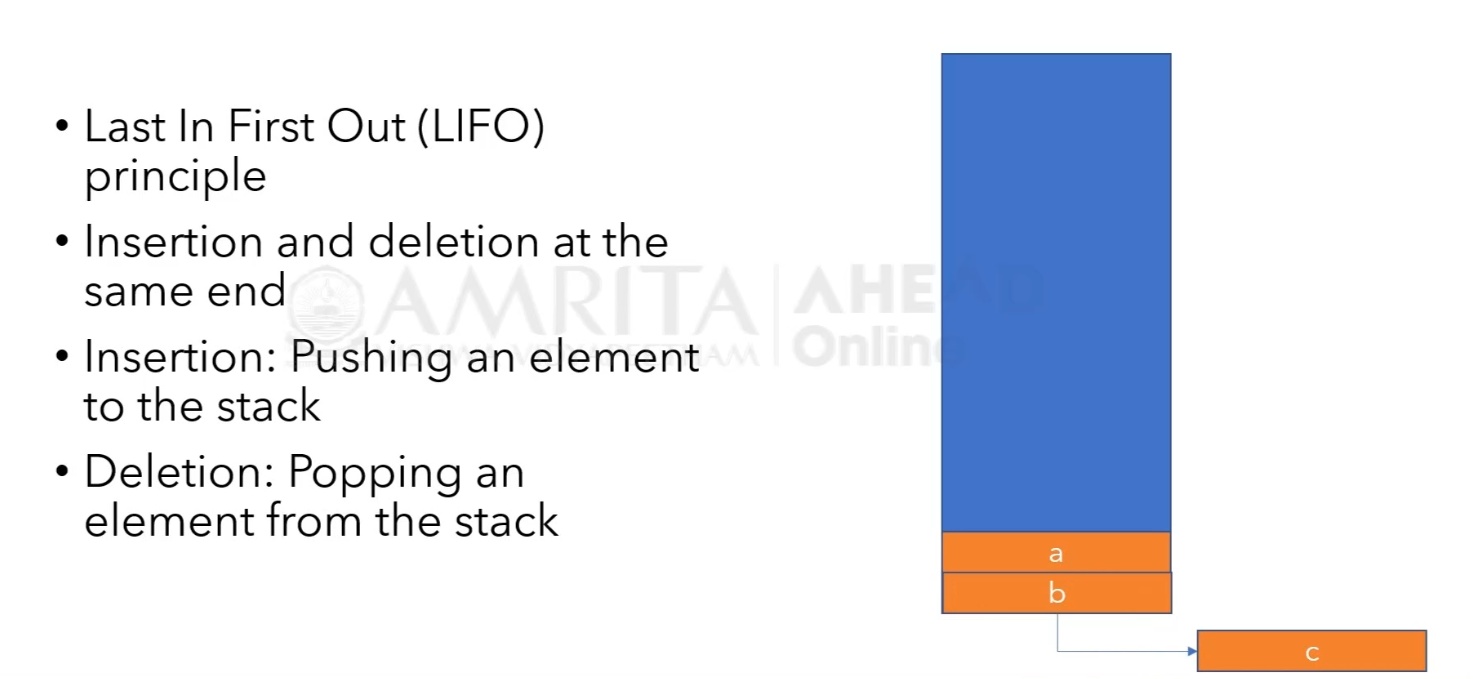 • Last In First Out (LIFO)
principle
• Insertion and deletion at the
same end
• Insertion: Pushing an element
to the stack
• Deletion: Popping an
element from the stack
AMRITA
AHEAD
Online
a
b
c